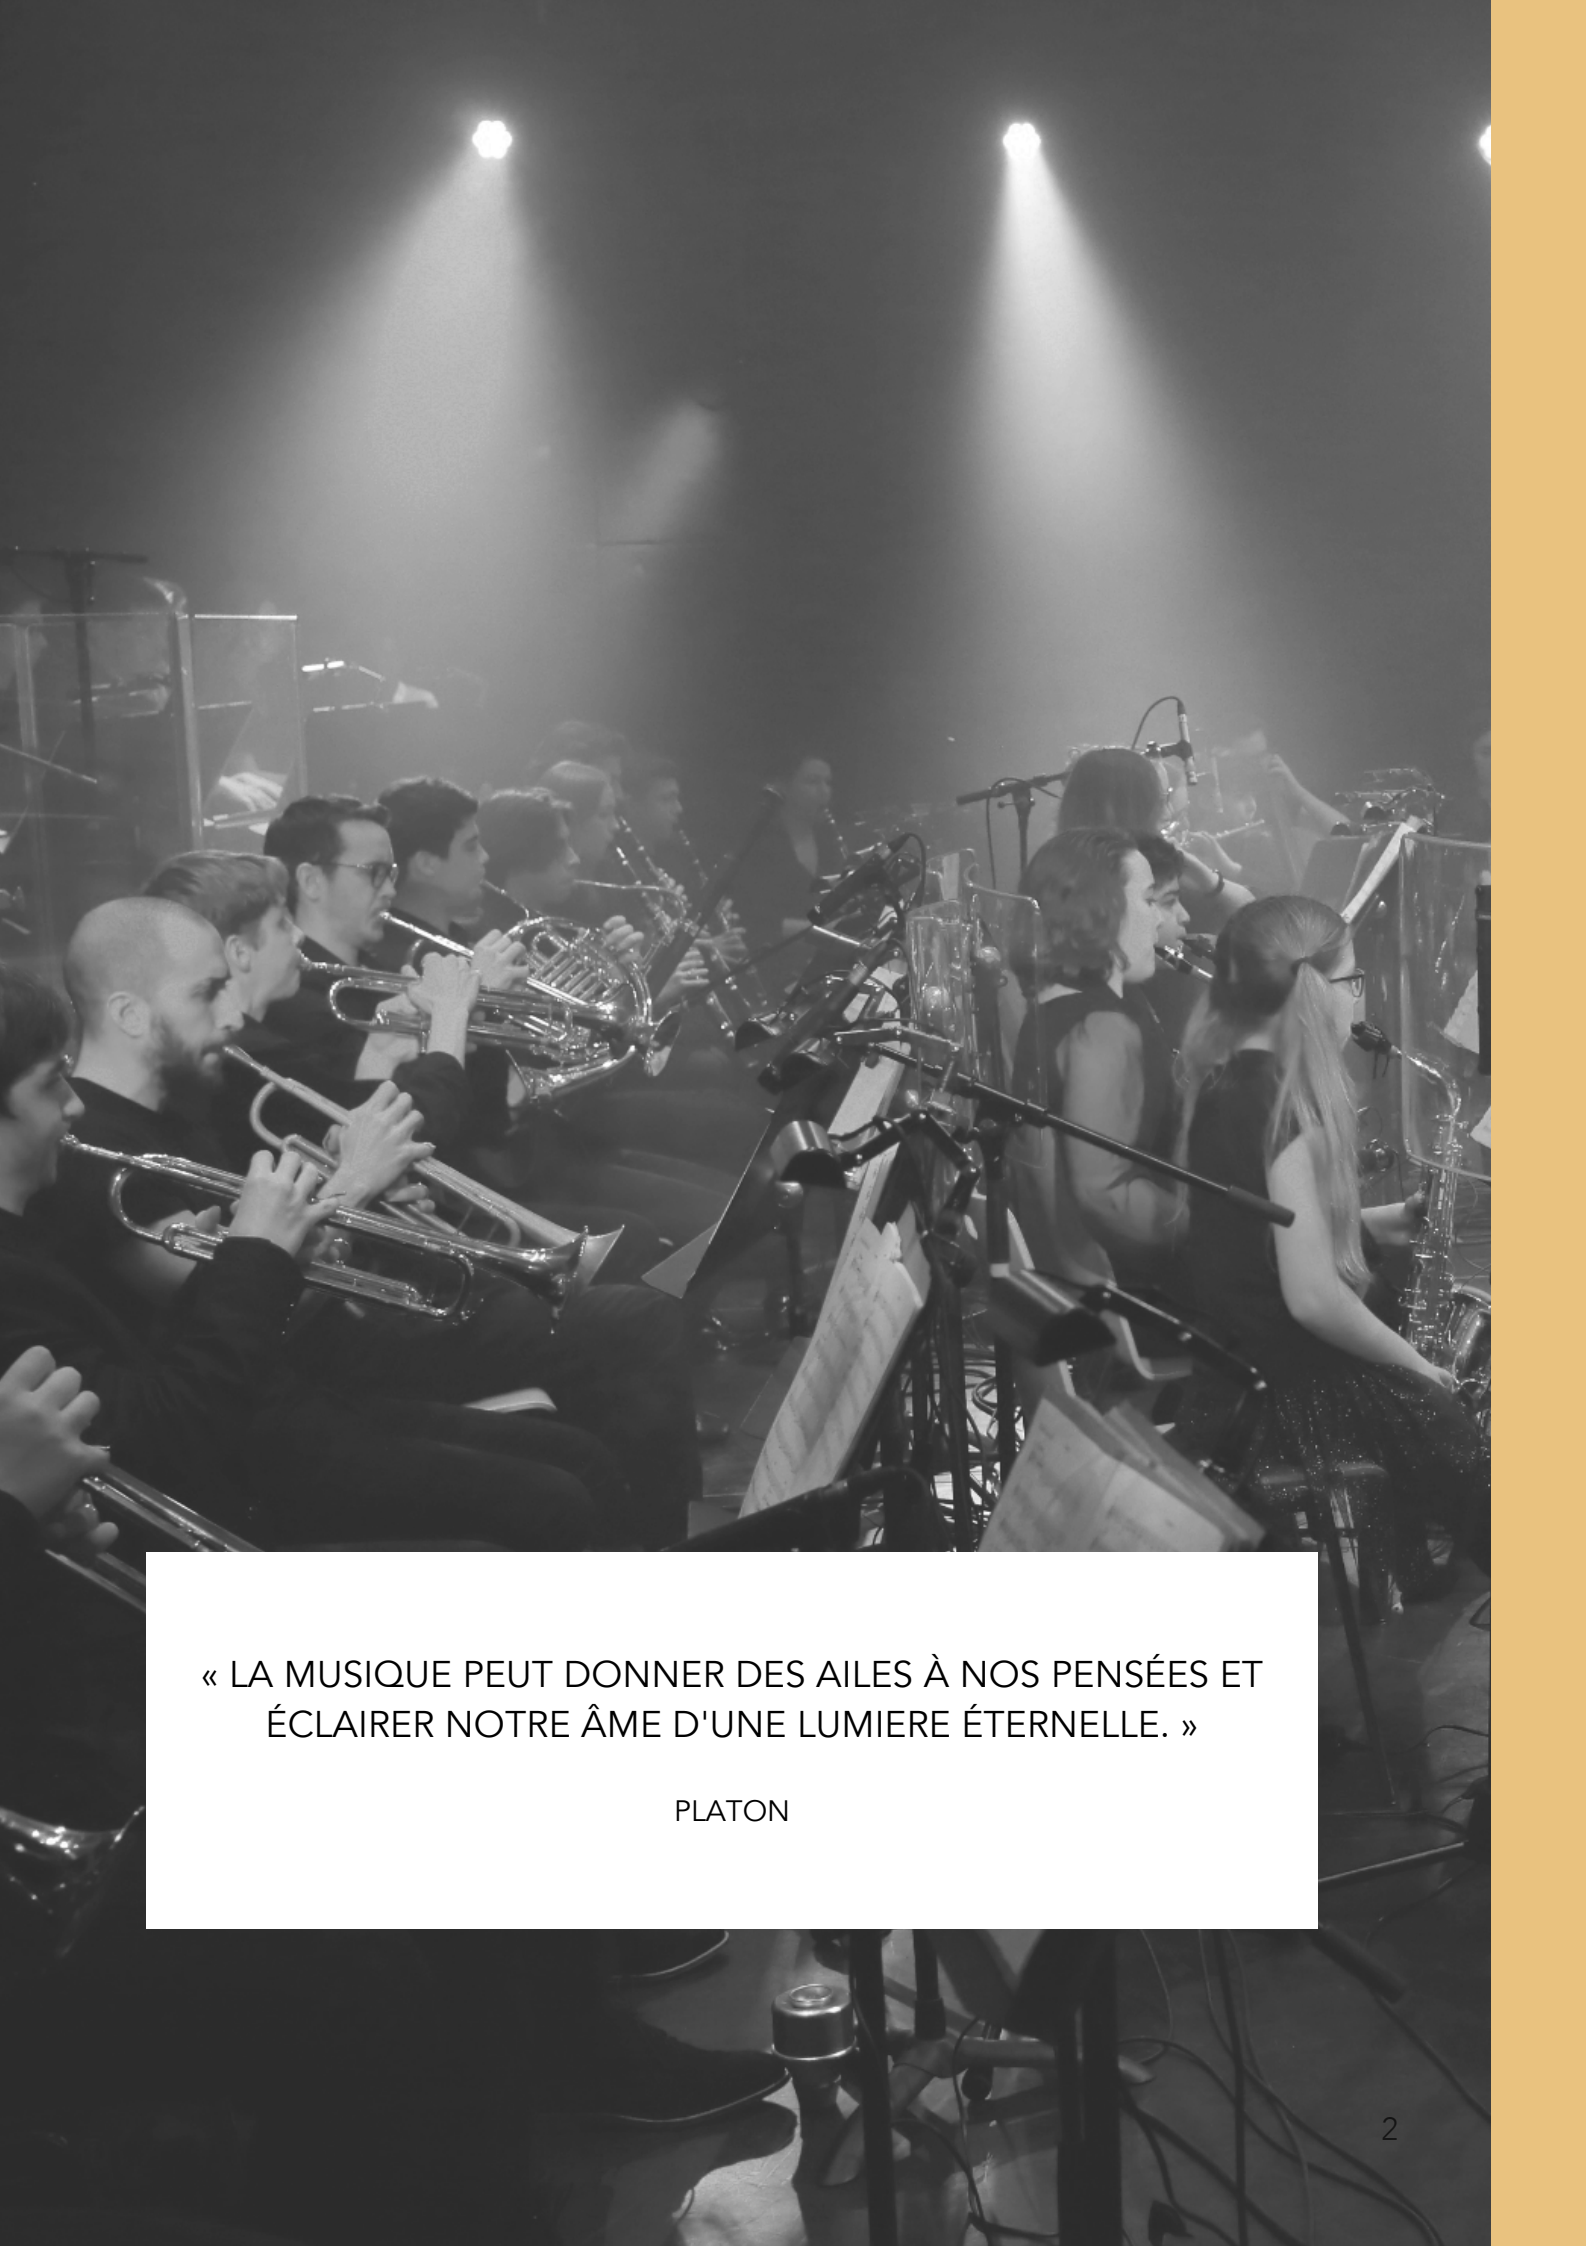 « LA MUSIQUE PEUT DONNER DES AILES À NOS PENSÉES ET
ÉCLAIRER NOTRE ÂME D'UNE LUMIERE ÉTERNELLE. »
PLATON
2